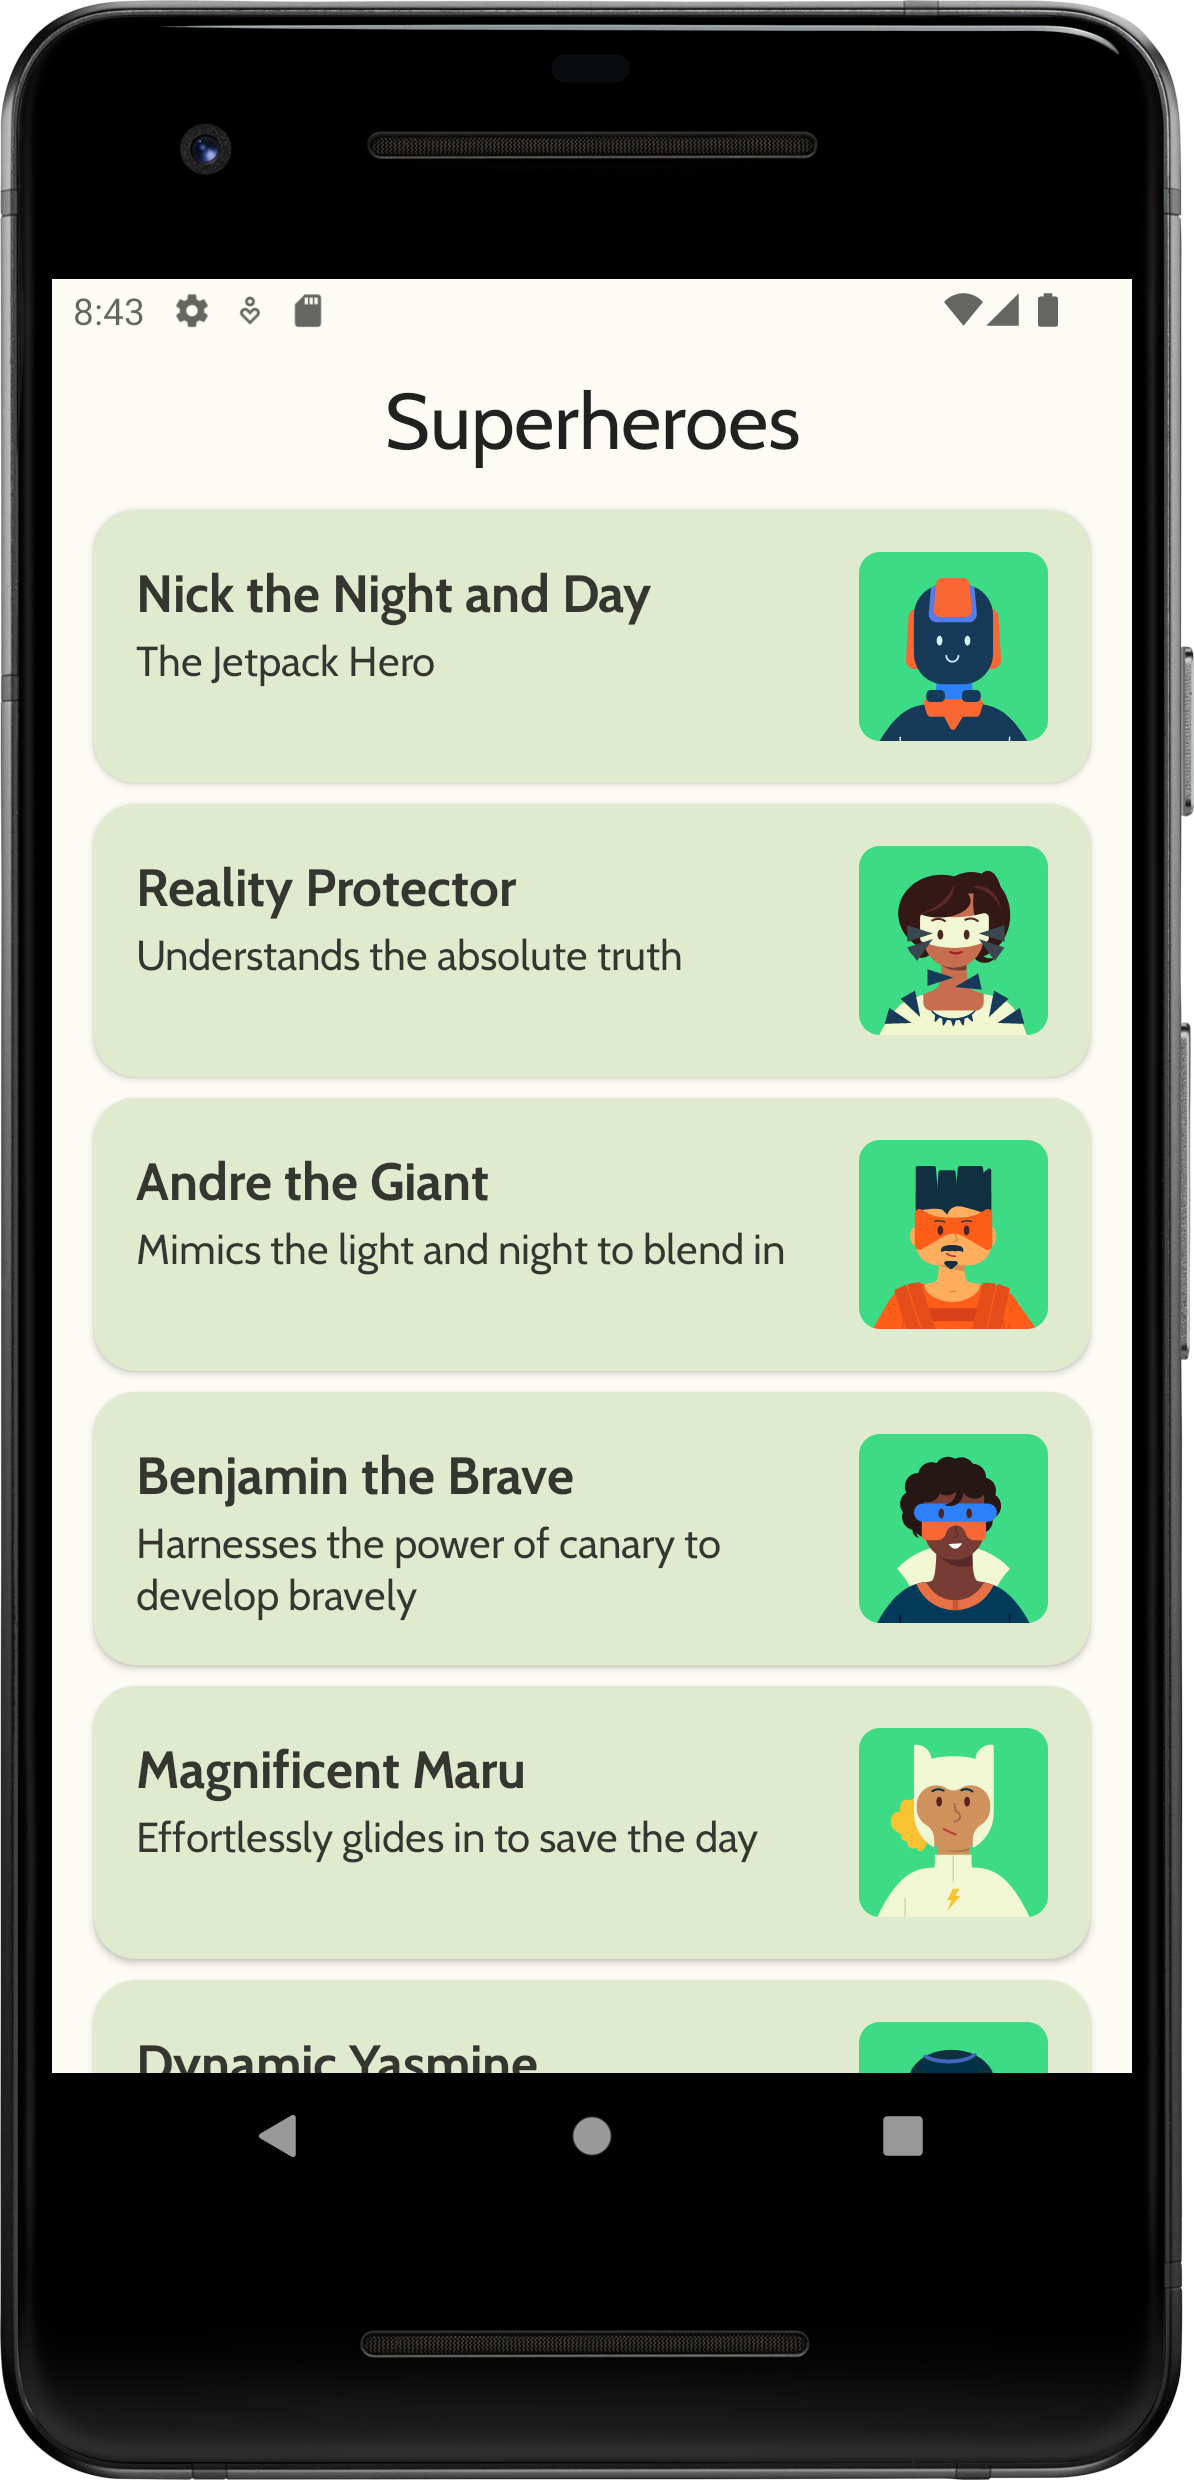 8:43
Superheroes
Nick the Night and Day
The Jetpack Hero
Reality Protector
Understands the absolute truth
Andre the Giant
Mimics the light and night to blend in
Benjamin the Brave
Harnesses the power of canary to
develop bravely
Magnificent Maru
Effortlessly glides in to save the day
Dynamic Yasmine